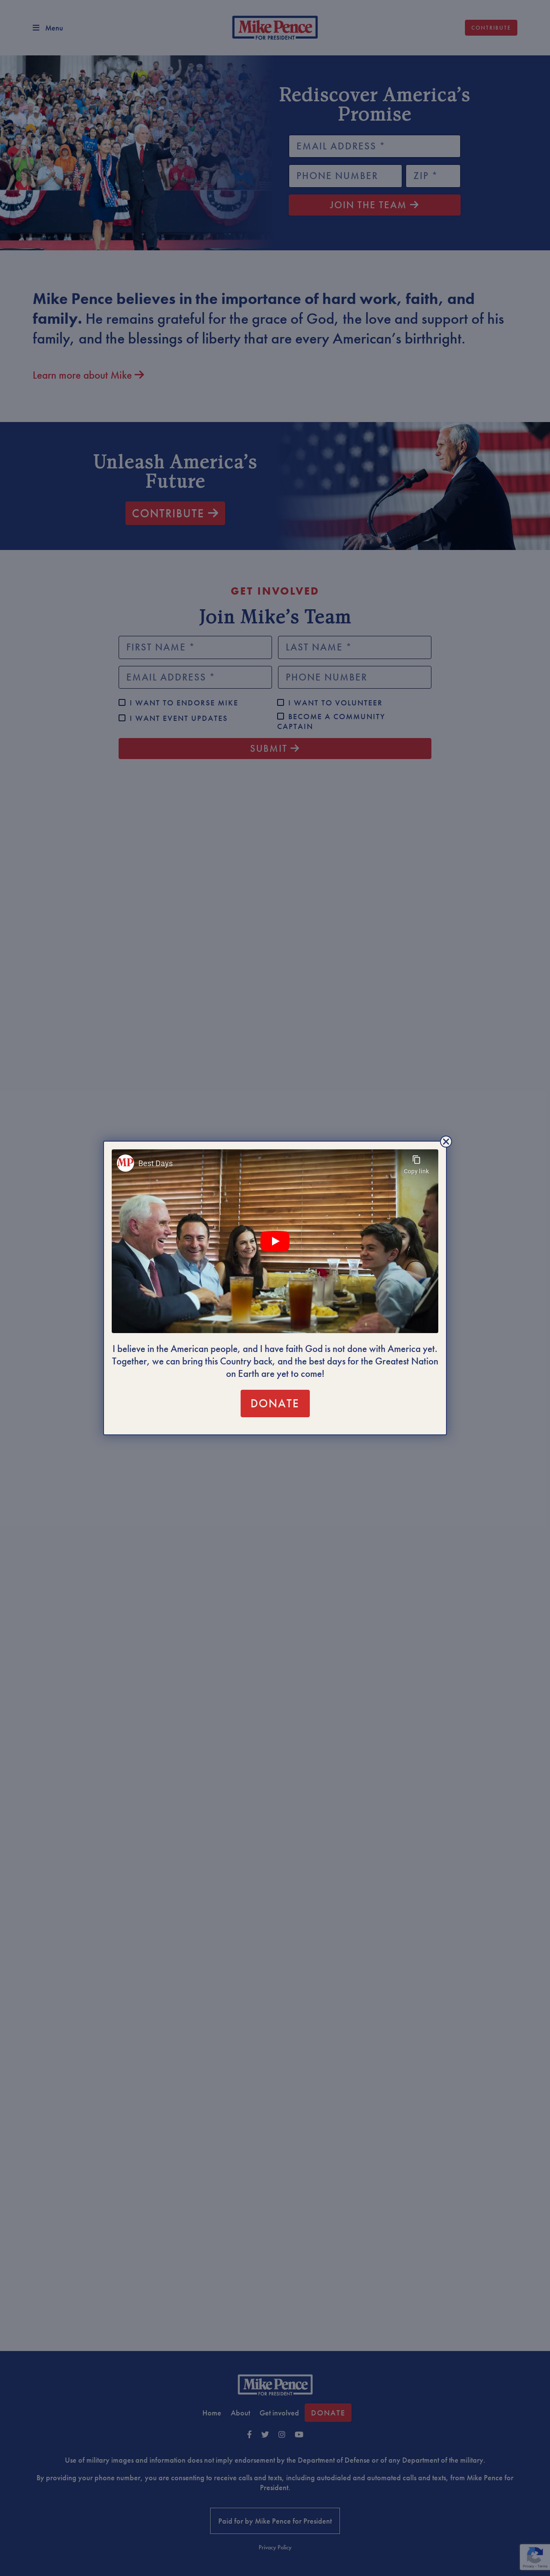 Menu
Mike Pence
FOR PRESIDENT
CONTRIBUTE
Rediscover America's
Promise
EMAIL ADDRESS *
PHONE NUMBER
ZIP *
JOIN THE TEAM
Mike Pence believes in the importance of hard work, faith, and
family. He remains grateful for the grace of God, the love and support of his
family, and the blessings of liberty that are every American's birthright.
Learn more about Mike
Unleash America's
Future
CONTRIBUTE
GET INVOLVED
Join Mike's Team
FIRST NAME *
LAST NAME *
EMAIL ADDRESS *
PHONE NUMBER
I WANT TO ENDORSE MIKE
I WANT TO VOLUNTEER
I WANT EVENT UPDATES
BECOME A COMMUNITY
CAPTAIN
SUBMIT
MP
Best Days
Copy link
I believe in the American people, and I have faith God is not done with America yet.
Together, we can bring this Country back, and the best days for the Greatest Nation
on Earth are yet to come!
DONATE
Mike Pence
FOR PRESIDENT
Home
About
Get involved
DONATE
Use of military images and information does not imply endorsement by the Department of Defense or of any Department of the military.
By providing your phone number, you are consenting to receive calls and texts, including autodialed and automated calls and texts, from Mike Pence for
President.
Paid for by Mike Pence for President
Privacy Policy
Privacy - Terms